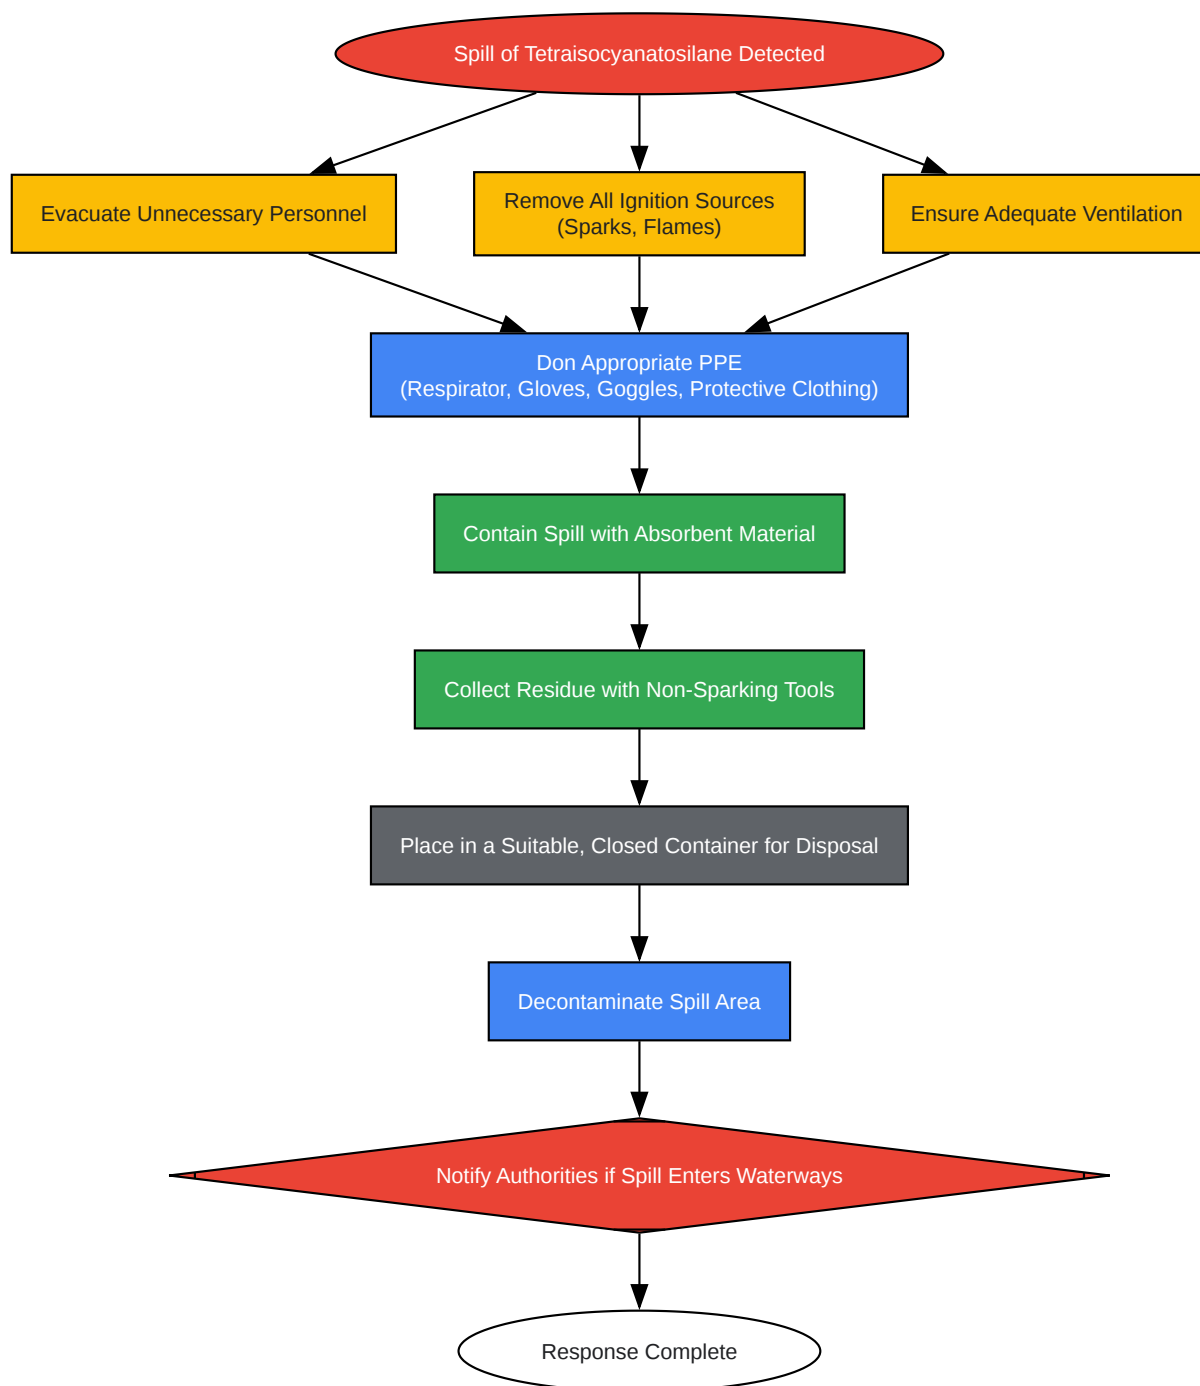 Spill of Tetraisocyanatosilane Detected
Evacuate Unnecessary Personnel
Remove All Ignition Sources
(Sparks, Flames)
Ensure Adequate Ventilation
Don Appropriate PPE
(Respirator, Gloves, Goggles, Protective Clothing)
Contain Spill with Absorbent Material
Collect Residue with Non-Sparking Tools
Place in a Suitable, Closed Container for Disposal
Decontaminate Spill Area
Notify Authorities if Spill Enters Waterways
Response Complete